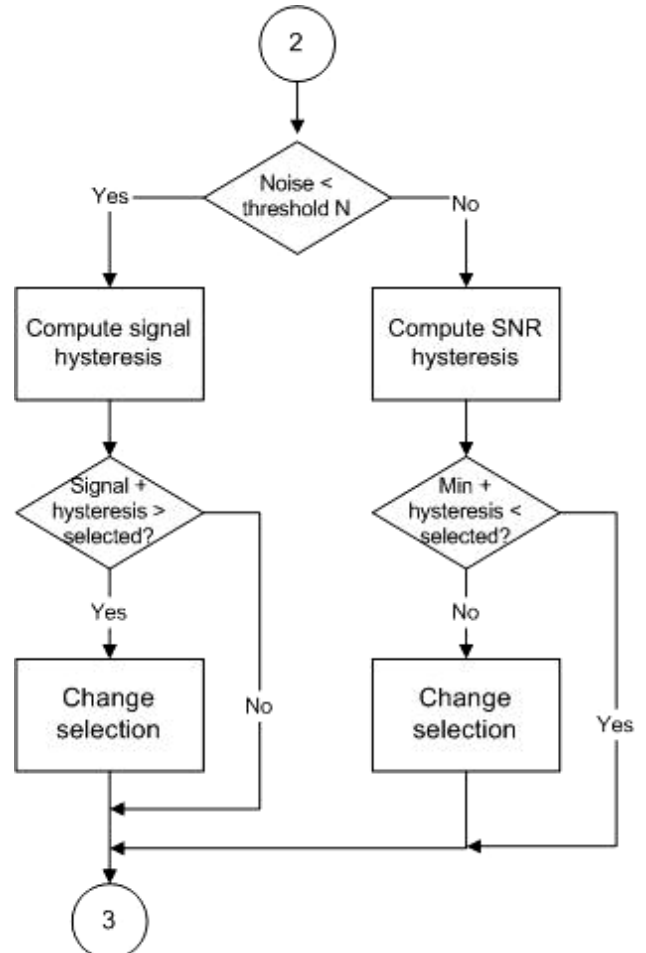 2
Noise <
threshold N
Yes
No
Compute signal
hysteresis
Compute SNR
hysteresis
Signal +
hysteresis >
selected?
Min +
hysteresis <
selected?
Yes
No
Change
selection
No
Change
selection
Yes
3